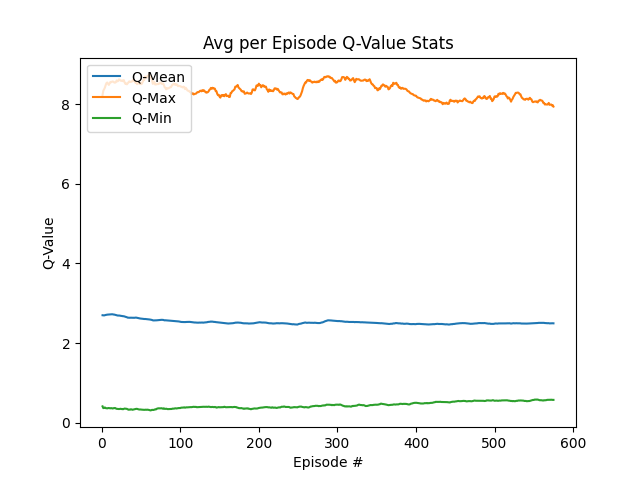 Avg per Episode Q-Value Stats
Q-Mean
Q-Max
Q-Min
Q-Value
8
6
4
2
0
0 100 200 300 400 500 600
Episode #